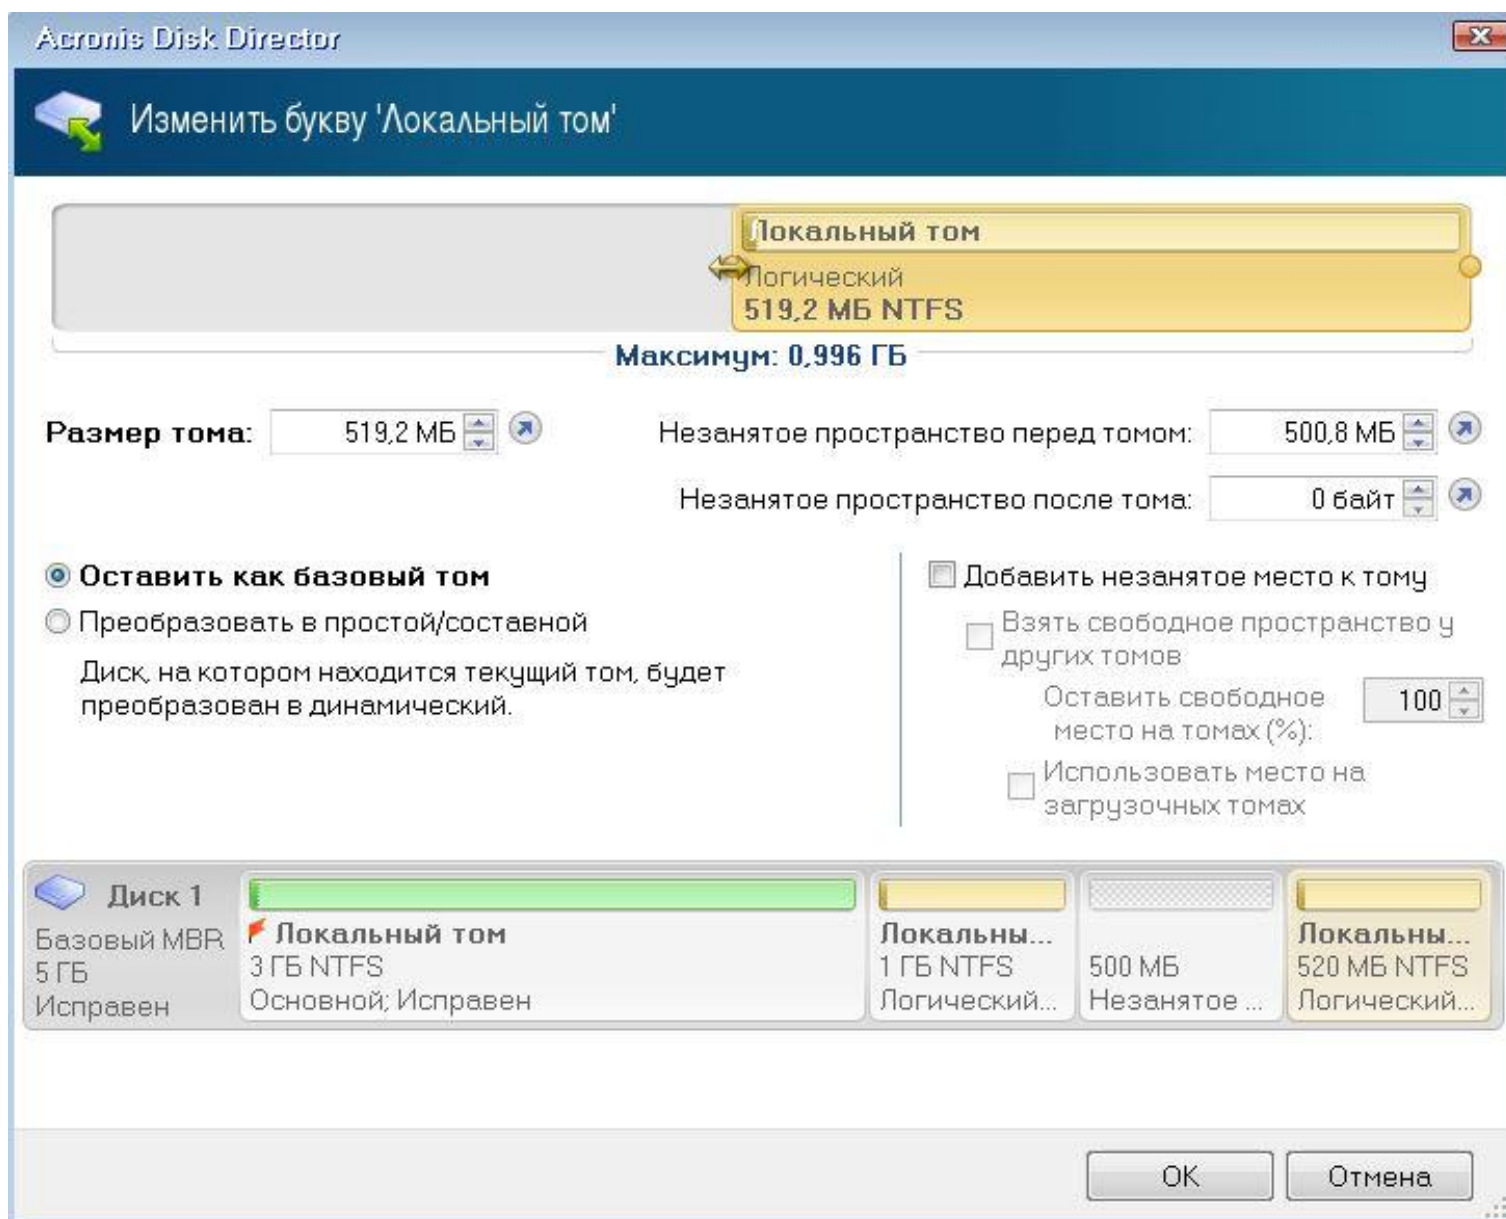 Acronis Disk Director
Изменить букву 'Локальный том'
Локальный том
Логический
519,2 МБ NTFS
Максимум: 0,996 ГБ
Размер тома: 519,2 МБ
Незанятое пространство перед томом: 500,8 МБ
Незанятое пространство после тома: 0 байт
Оставить как базовый том
Преобразовать в простой/составной
Диск, на котором находится текущий том, будет
преобразован в динамический.
Добавить незанятое место к тому
Взять свободное пространство у
других томов
Оставить свободное
место на томах (%):
100
Использовать место на
загрузочных томах
Диск 1
Базовый MBR
5 ГБ
Исправен
Локальный том
3 ГБ NTFS
Основной; Исправен
Локальны...
1 ГБ NTFS
Логический...
500 МБ
Незанятое ...
Локальны...
520 МБ NTFS
Логический...
OK
Отмена